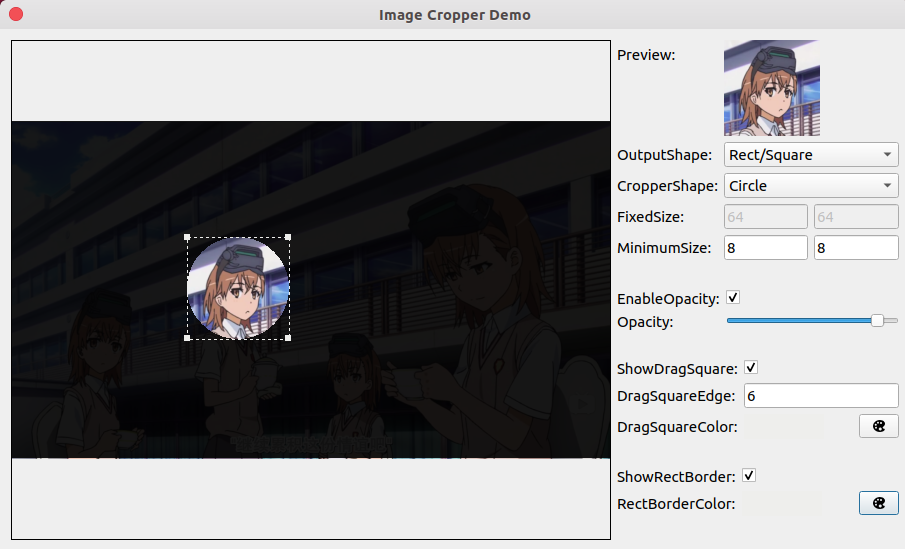 Image Cropper Demo
Preview:
OutputShape: Rect/Square
CropperShape: Circle
FixedSize: 64 64
MinimumSize: 8 8
EnableOpacity:
Opacity:
ShowDragSquare:
DragSquareEdge: 6
DragSquareColor:
ShowRectBorder:
RectBorderColor: